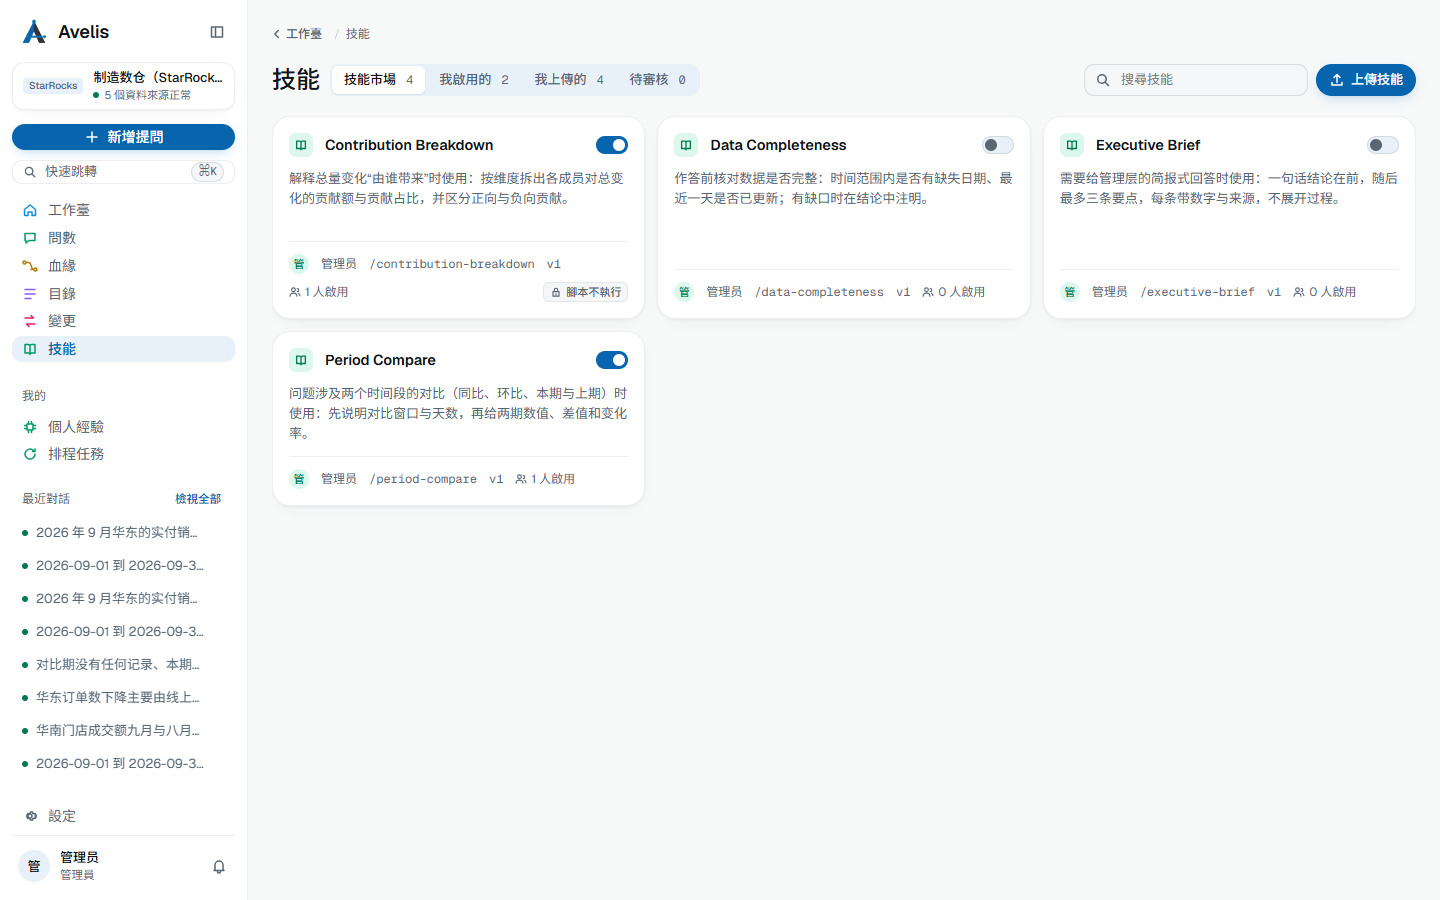 Avelis
StarRocks
制造数仓（StarRock...
5 個資料來源正常
新增提問
快速跳轉
⌘K
工作臺
問數
血緣
目錄
變更
技能
我的
個人經驗
排程任務
最近對話
檢視全部
2026 年 9 月华东的实付销...
2026-09-01 到 2026-09-3...
2026 年 9 月华东的实付销...
2026-09-01 到 2026-09-3...
对比期没有任何记录、本期...
华东订单数下降主要由线上...
华南门店成交额九月与八月...
2026-09-01 到 2026-09-3...
設定
管
管理员
管理員
工作臺 / 技能
技能
技能市場 4
我啟用的 2
我上傳的 4
待審核 0
搜尋技能
上傳技能
Contribution Breakdown
解释总量变化“由谁带来”时使用：按维度拆出各成员对总变
化的贡献额与贡献占比，并区分正向与负向贡献。
管 管理员 /contribution-breakdown v1
1 人啟用
腳本不執行
Data Completeness
作答前核对数据是否完整：时间范围内是否有缺失日期、最
近一天是否已更新；有缺口时在结论中注明。
管 管理员 /data-completeness v1 0 人啟用
Executive Brief
需要给管理层的简报式回答时使用：一句话结论在前，随后
最多三条要点，每条带数字与来源，不展开过程。
管 管理员 /executive-brief v1 0 人啟用
Period Compare
问题涉及两个时间段的对比（同比、环比、本期与上期）时
使用：先说明对比窗口与天数，再给两期数值、差值和变化
率。
管 管理员 /period-compare v1 1 人啟用